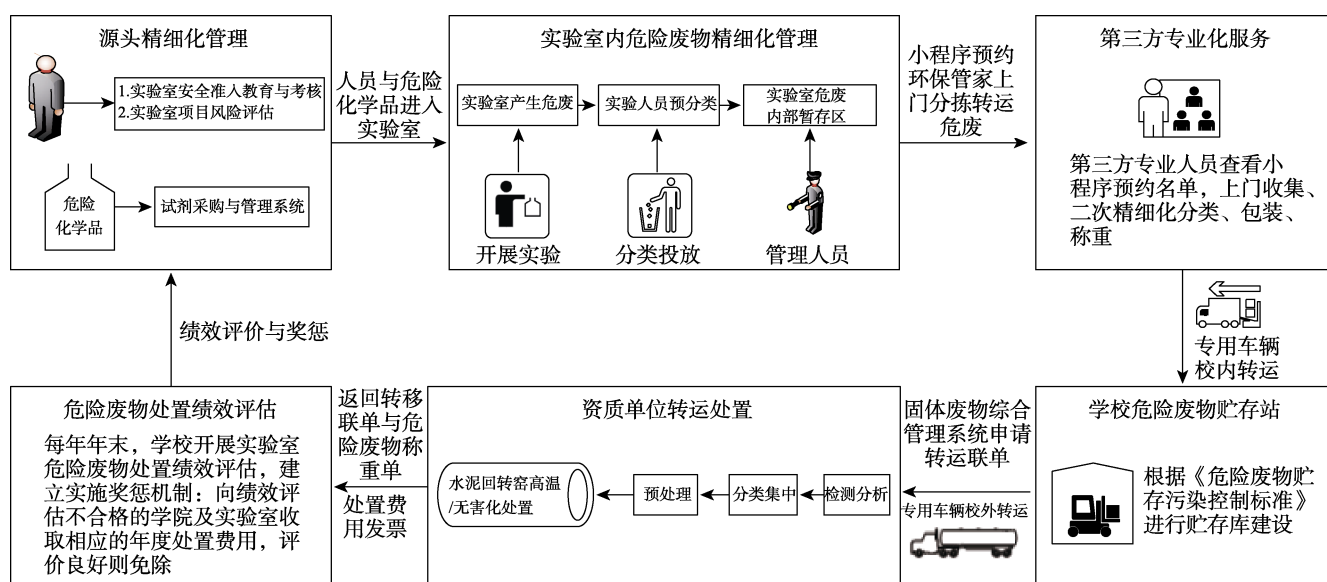 源头精细化管理
1.实验室安全准入教育与考核
2.实验室项目风险评估
危险
化学品
试剂采购与管理系统
人员与危险
化学品进入
实验室
实验室内危险废物精细化管理
实验室产生危废
实验人员预分类
实验室危废
内部暂存区
开展实验
分类投放
管理人员
小程序预约
环保管家上
门分拣转运
危废
第三方专业化服务
第三方专业人员查看小
程序预约名单，上门收集、
二次精细化分类、包装、
称重
专用车辆
校内转运
学校危险废物贮存站
根据《危险废物贮
存污染控制标准》
进行贮存库建设
固体废物综合
管理系统申请
转运联单
专用车辆校外转运
资质单位转运处置
检测分析
分类集中
预处理
水泥回转窑高温
/无害化处置
返回转移
联单与危
险废物称
重单
处置费
用发票
危险废物处置绩效评估
每年年末，学校开展实验室
危险废物处置绩效评估，建
立实施奖惩机制：向绩效评
估不合格的学院及实验室收
取相应的年度处置费用，评
价良好则免除
绩效评价与奖惩